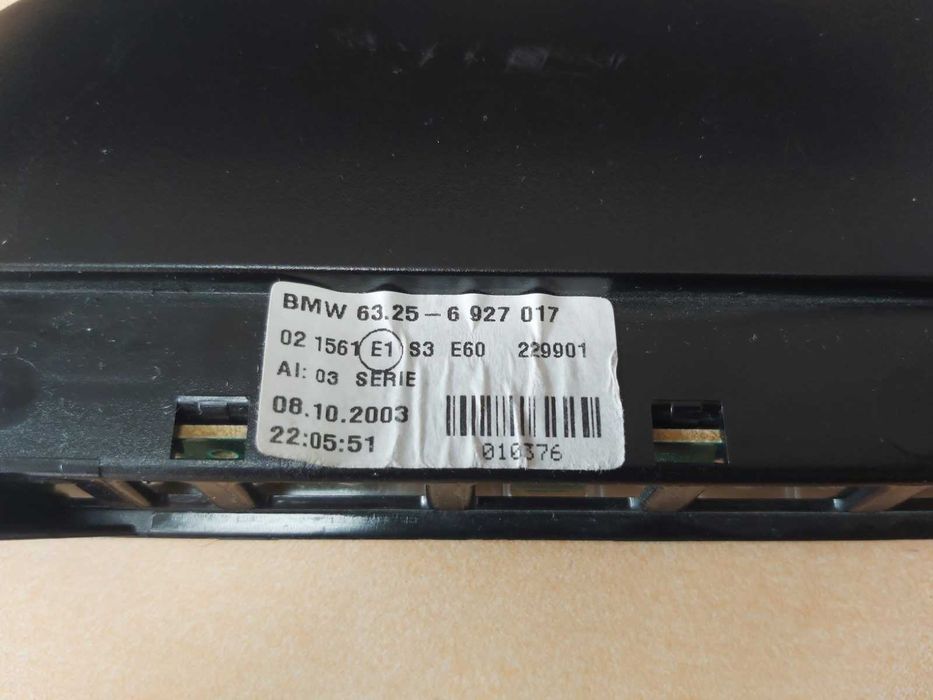 BMW 63.25-6 927 017
02 1561 E1 S3 E60 229901
AI: 03 SERIE
08.10.2003
22:05:51
010376